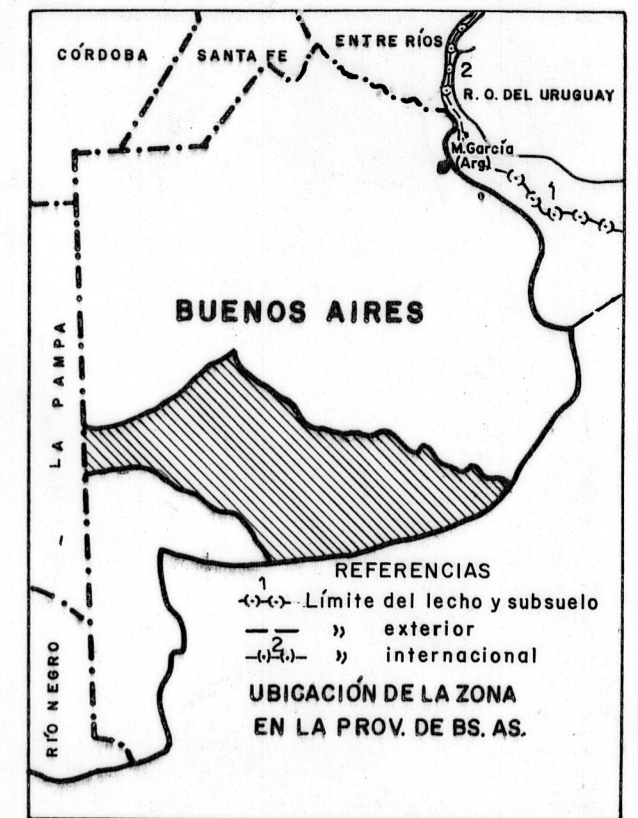 CÓRDOBA
SANTA FE
ENTRE RÍOS
2
R. O. DEL URUGUAY
M. García
(Arg.)
1
BUENOS AIRES
LA PAMPA
RÍO NEGRO
REFERENCIAS
1
Límite del lecho y subsuelo
" exterior
2
" internacional
UBICACIÓN DE LA ZONA
EN LA PROV. DE BS. AS.